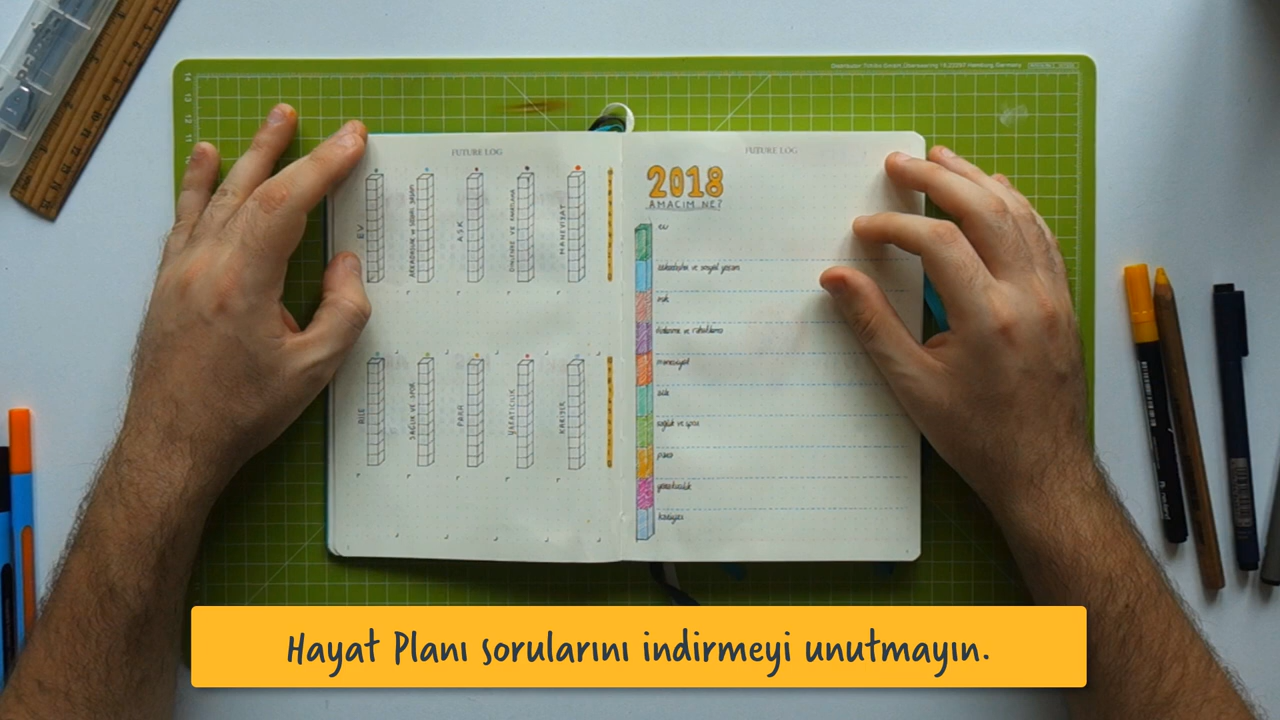 FUTURE LOG
EV
ARKADAŞLIK ve SOSYAL YAŞAM
AŞK
DİNLENME VE RAHATLAMA
MANEVİYAT
AİLE
SAĞLIK VE SPOR
PARA
YARATICILIK
KARİYER
FUTURE LOG
2018
AMACIM NE?
ev
arkadaşlık ve sosyal yaşam
aşk
dinlenme ve rahatlama
maneviyat
aile
sağlık ve spor
para
yaratıcılık
kariyer
Hayat Planı sorularını indirmeyi unutmayın.